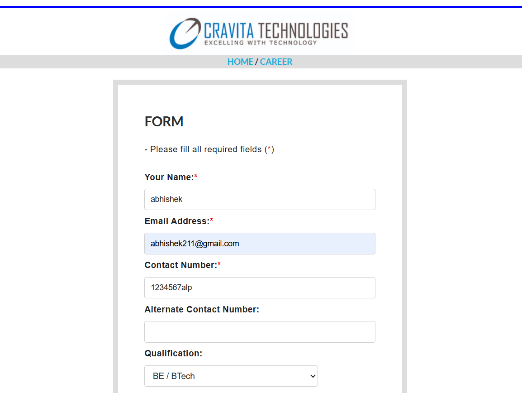 CRAVITA TECHNOLOGIES
EXCELLING WITH TECHNOLOGY
HOME / CAREER
FORM
- Please fill all required fields (*)
Your Name:*
abhishek
Email Address:*
abhishek211@gmail.com
Contact Number:*
1234567alp
Alternate Contact Number:
Qualification:
BE / BTech